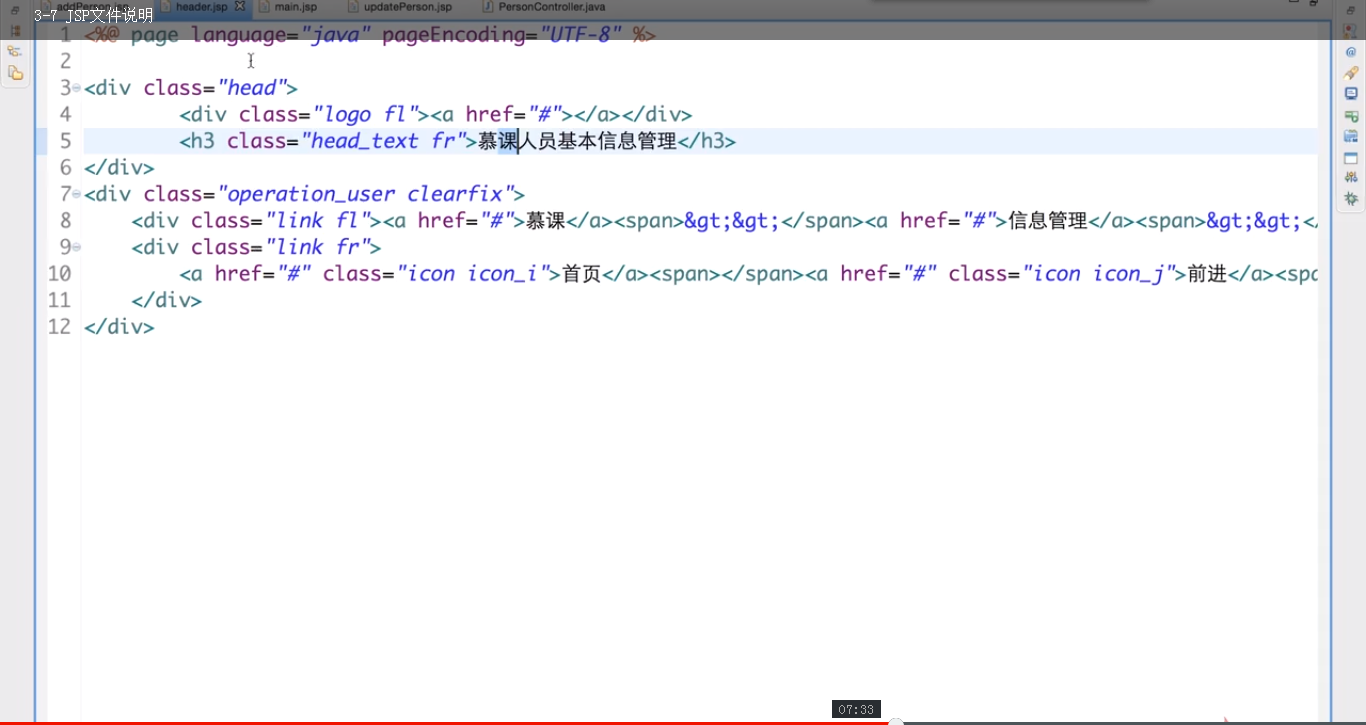 addPerson.jsp header.jsp main.jsp updatePerson.jsp PersonController.java
3-7 JSP文件说明
1 <%@ page language="java" pageEncoding="UTF-8" %>
2
3 <div class="head">
4 <div class="logo fl"><a href="#"></a></div>
5 <h3 class="head_text fr">慕课人员基本信息管理</h3>
6 </div>
7 <div class="operation_user clearfix">
8 <div class="link fl"><a href="#">慕课</a><span>&gt;&gt;</span><a href="#">信息管理</a><span>&gt;&gt;</
9 <div class="link fr">
10 <a href="#" class="icon icon_i">首页</a><span></span><a href="#" class="icon icon_j">前进</a><spa
11 </div>
12 </div>
07:33